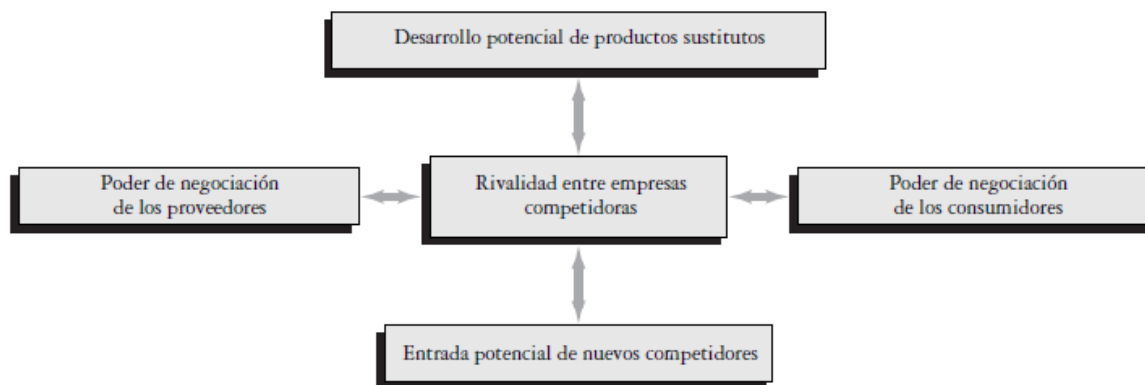 Desarrollo potencial de productos sustitutos
Poder de negociación
de los proveedores
Rivalidad entre empresas
competidoras
Poder de negociación
de los consumidores
Entrada potencial de nuevos competidores